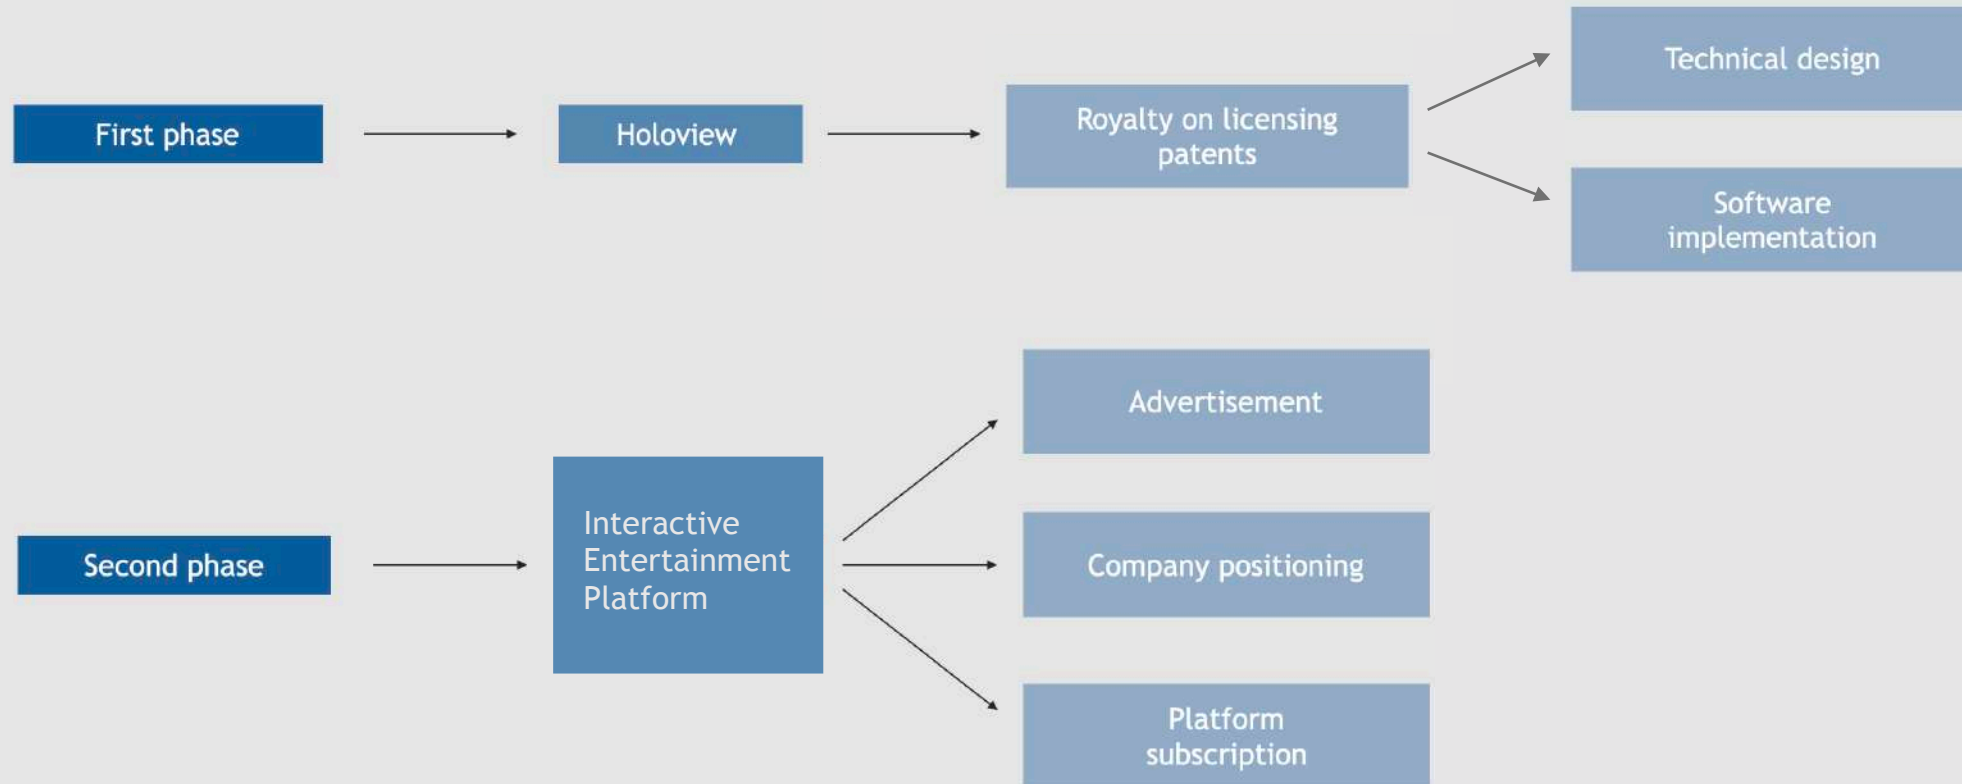 First phase
Holoview
Royalty on licensing
patents
Technical design
Software
implementation
Second phase
Interactive
Entertainment
Platform
Advertisement
Company positioning
Platform
subscription